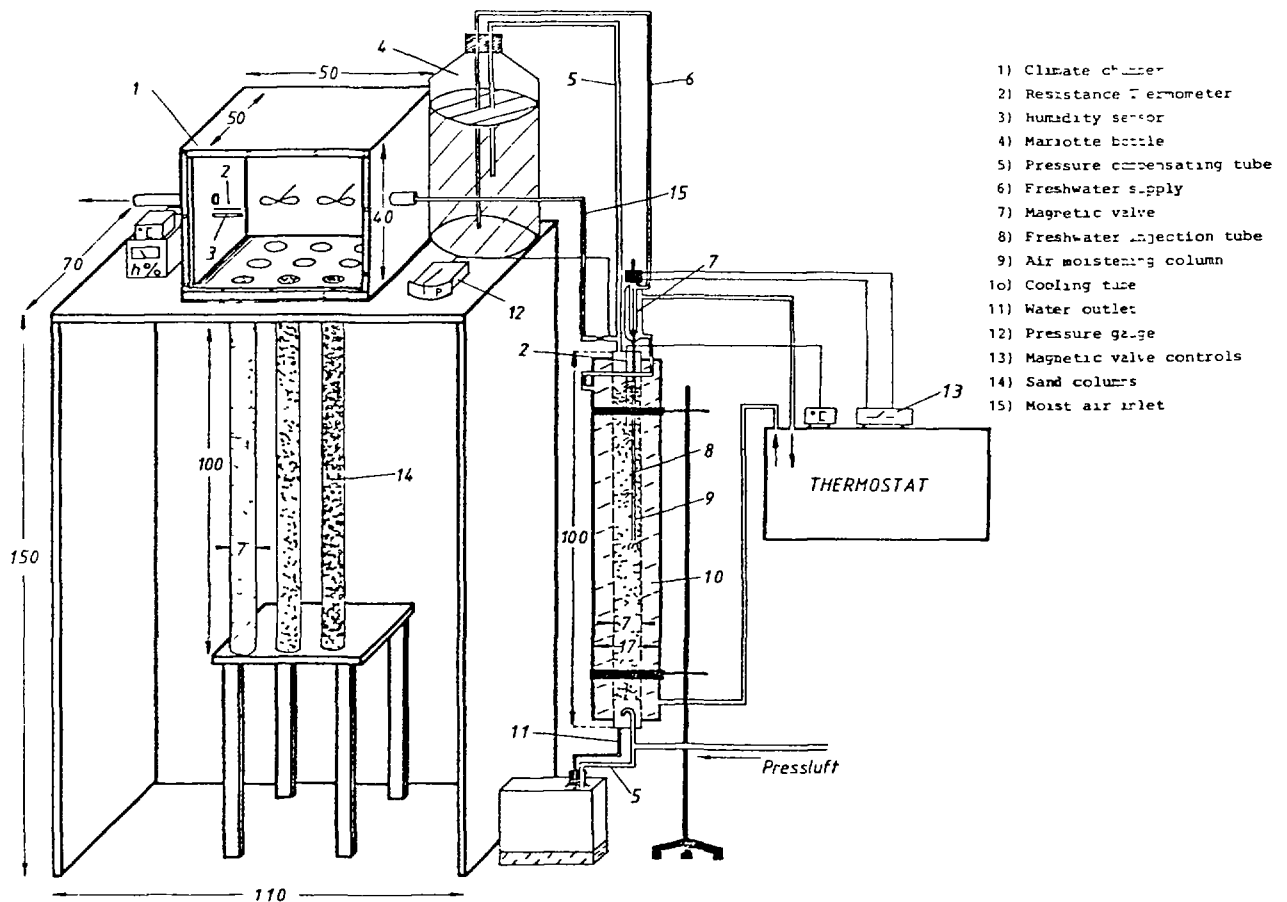 50
4
1
50
5
6
2
15
40
3
70
°C
h%
I P
12
7
2
100
14
8
13
°C
THERMOSTAT
9
7
100
150
10
7
17
11
Pressluft
5
110
1) Climate
2) Resistance
3) Humidity sensor
4) Mariotte bottle
5) Pressure compensating tube
6) Freshwater supply
7) Magnetic valve
8) Freshwater injection tube
9) Air moistening column
1o) Cooling tube
11) Water outlet
12) Pressure gauge
13) Magnetic valve controls
14) Sand columns
15) Moist air inlet